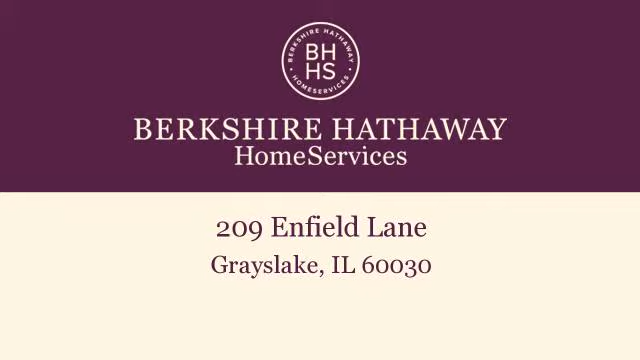 BERKSHIRE HATHAWAY
BH
HS
HOMESERVICES
BERKSHIRE HATHAWAY
HomeServices
209 Enfield Lane
Grayslake, IL 60030